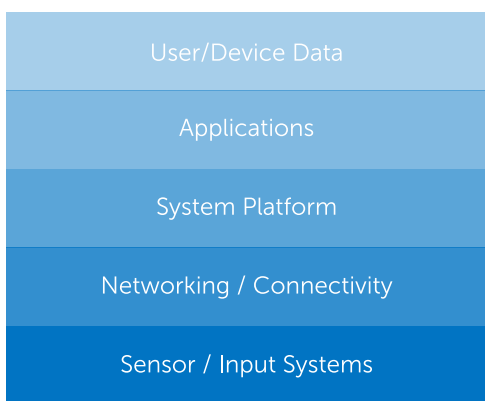 User/Device Data
Applications
System Platform
Networking / Connectivity
Sensor / Input Systems